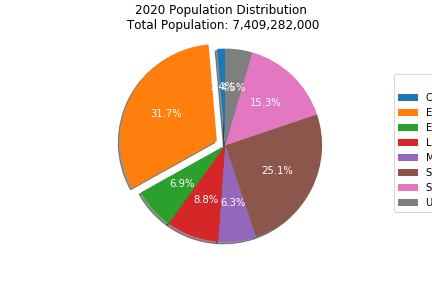 2020 Population Distribution
Total Population: 7,409,282,000
31.7%
15.3%
25.1%
6.9%
8.8%
6.3%
C
E
E
L
M
S
S
U